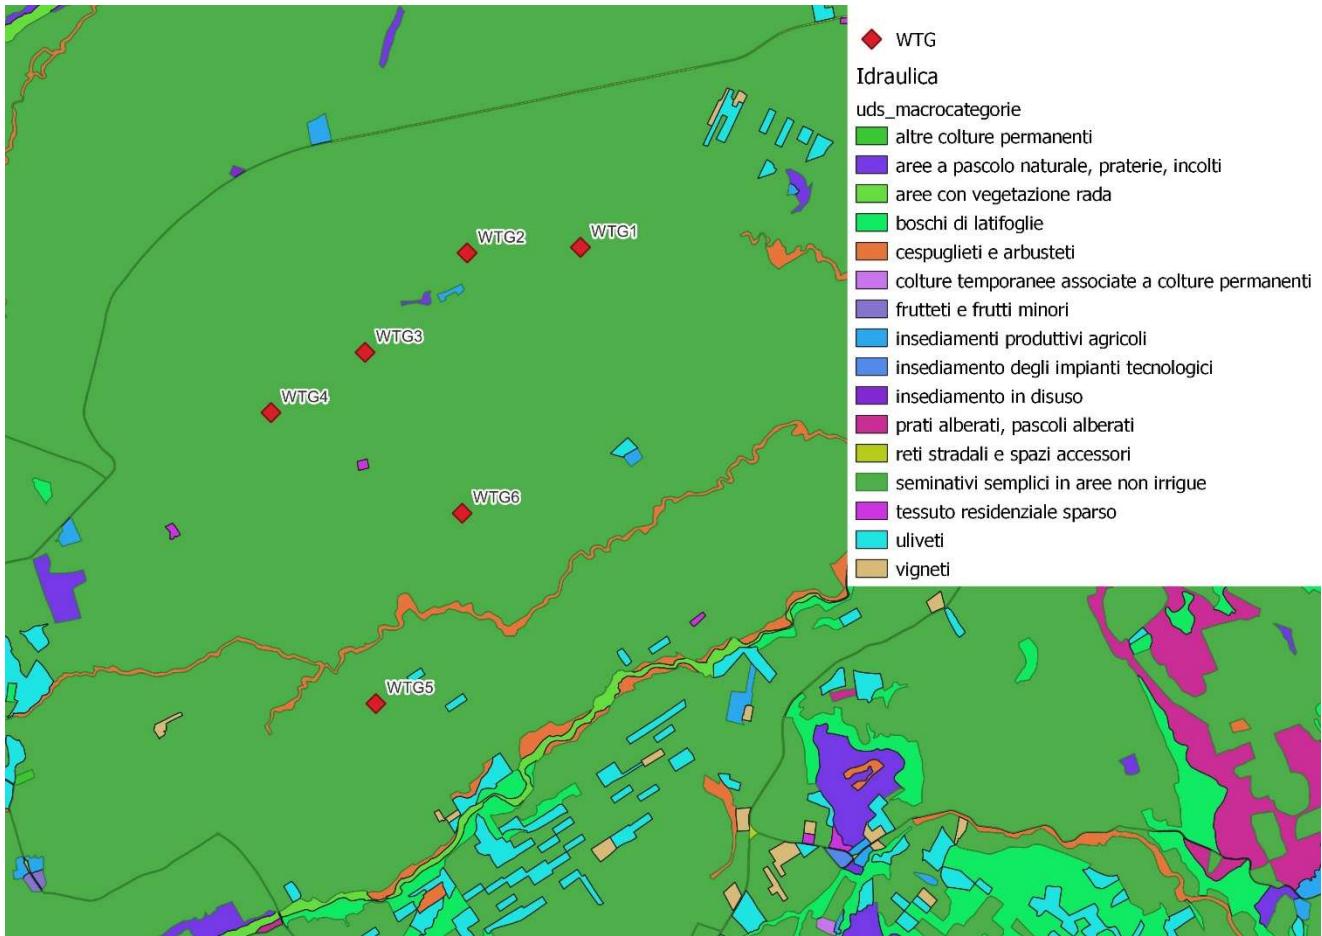 WTG
Idraulica
uds_macrocategorie
altre colture permanenti
aree a pascolo naturale, praterie, incolti
aree con vegetazione rada
boschi di latifoglie
cespuglieti e arbusteti
colture temporanee associate a colture permanenti
frutteti e frutti minori
insediamenti produttivi agricoli
insediamento degli impianti tecnologici
insediamento in disuso
prati alberati, pascoli alberati
reti stradali e spazi accessori
seminativi semplici in aree non irrigue
tessuto residenziale sparso
uliveti
vigneti
WTG2
WTG1
WTG3
WTG4
WTG6
WTG5